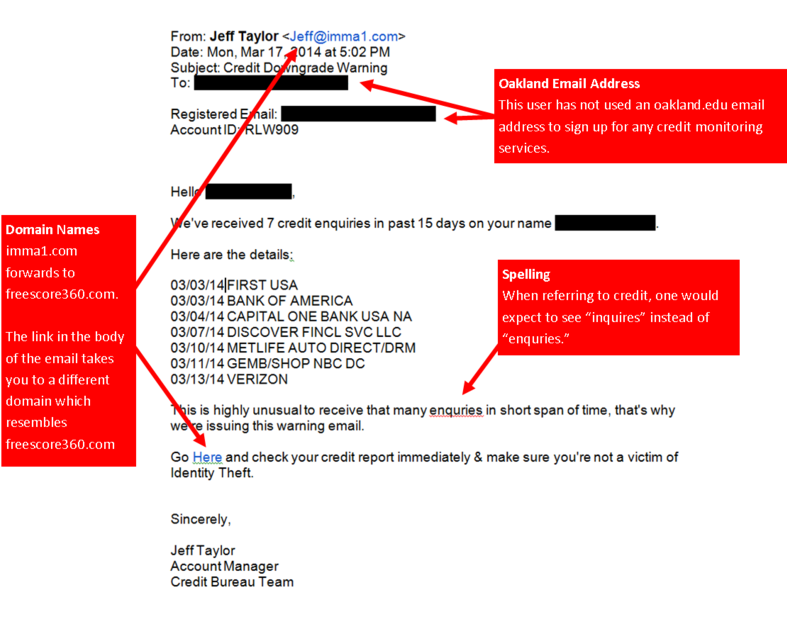 From: Jeff Taylor <Jeff@imma1.com>
Date: Mon, Mar 17, 2014 at 5:02 PM
Subject: Credit Downgrade Warning
To:
Registered Email:
Account ID: RLW909
Hello ,
We've received 7 credit enquiries in past 15 days on your name .
Here are the details:
03/03/14 FIRST USA
03/03/14 BANK OF AMERICA
03/04/14 CAPITAL ONE BANK USA NA
03/07/14 DISCOVER FINCL SVC LLC
03/10/14 METLIFE AUTO DIRECT/DRM
03/11/14 GEMB/SHOP NBC DC
03/13/14 VERIZON
This is highly unusual to receive that many enquries in short span of time, that's why
we're issuing this warning email.
Go Here and check your credit report immediately & make sure you're not a victim of
Identity Theft.
Sincerely,
Jeff Taylor
Account Manager
Credit Bureau Team
Oakland Email Address
This user has not used an oakland.edu email
address to sign up for any credit monitoring
services.
Domain Names
imma1.com
forwards to
freescore360.com.
The link in the body
of the email takes
you to a different
domain which
resembles
freescore360.com
Spelling
When referring to credit, one would
expect to see “inquires” instead of
“enquries.”